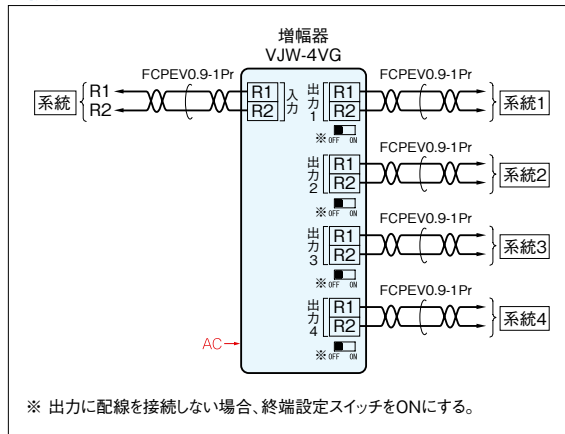 増幅器
VJW-4VG
FCPEV0.9-1Pr
FCPEV0.9-1Pr
系統
R1
R2
R1
R2
入力
出力1
R1
R2
系統1
※ OFF ON
FCPEV0.9-1Pr
出力2
R1
R2
系統2
※ OFF ON
FCPEV0.9-1Pr
出力3
R1
R2
系統3
※ OFF ON
FCPEV0.9-1Pr
出力4
R1
R2
系統4
AC
※ OFF ON
※ 出力に配線を接続しない場合、終端設定スイッチをONにする。